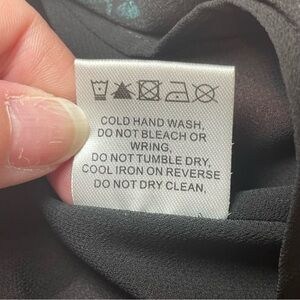 COLD HAND WASH,
DO NOT BLEACH OR
WRING,
DO NOT TUMBLE DRY,
COOL IRON ON REVERSE
DO NOT DRY CLEAN,